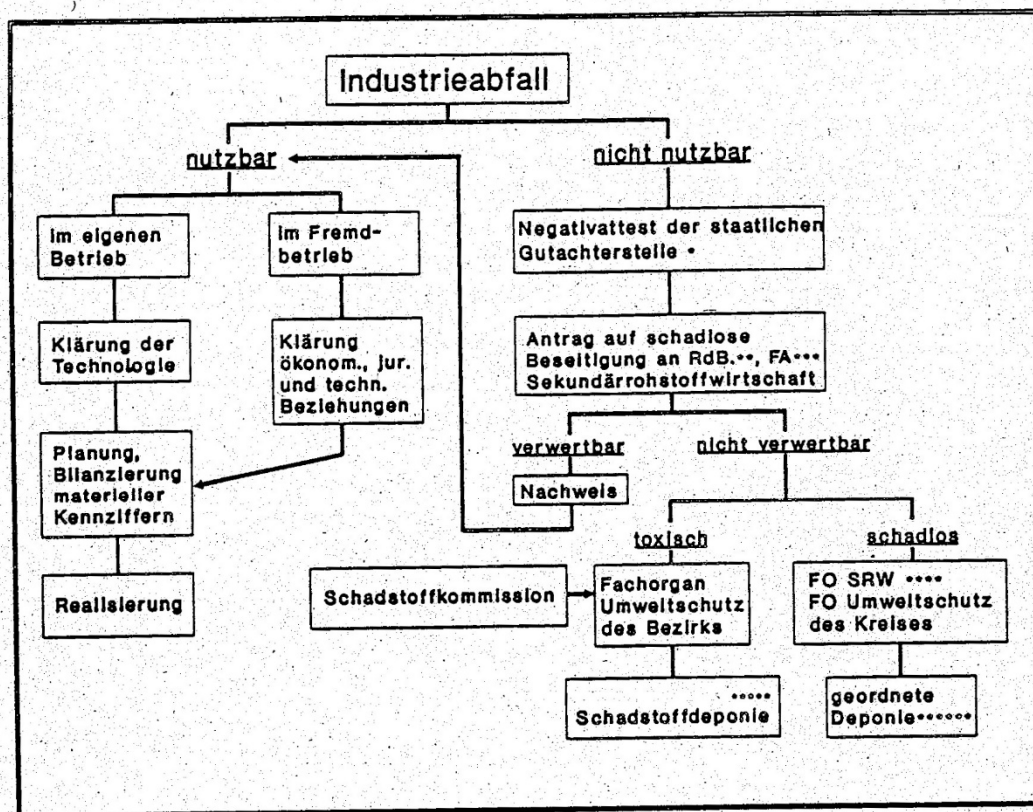 Industrieabfall
nutzbar
nicht nutzbar
im eigenen
Betrieb
im Fremd-
betrieb
Negativattest der staatlichen
Gutachterstelle *
Klärung der
Technologie
Klärung
ökonom., jur.
und techn.
Beziehungen
Antrag auf schadlose
Beseitigung an RdB.**, FA***
Sekundärrohstoffwirtschaft
Planung,
Bilanzierung
materieller
Kennziffern
verwertbar
nicht verwertbar
Nachweis
toxisch
schadlos
Realisierung
Schadstoffkommission
Fachorgan
Umweltschutz
des Bezirks
FO SRW ****
FO Umweltschutz
des Kreises
*****
Schadstoffdeponie
geordnete
Deponie******